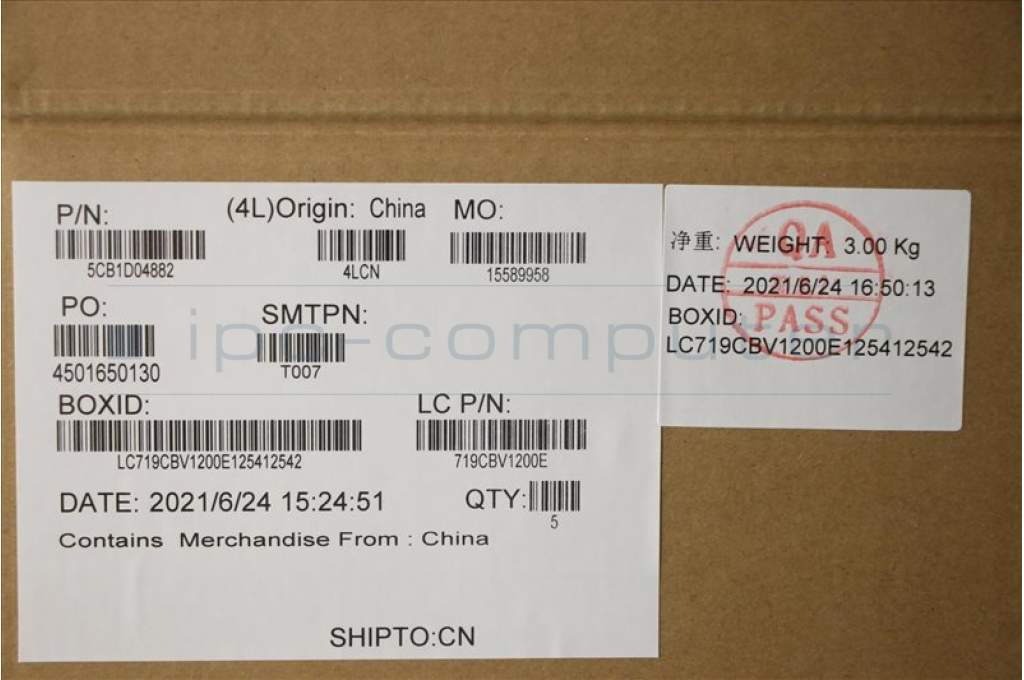 P/N:
5CB1D04882
(4L)Origin: China
4LCN
MO:
15589958
PO:
4501650130
SMTPN:
T007
BOXID:
LC719CBV1200E125412542
LC P/N:
719CBV1200E
DATE: 2021/6/24 15:24:51
QTY:
5
Contains Merchandise From : China
SHIPTO:CN
净重: WEIGHT: 3.00 Kg
DATE: 2021/6/24 16:50:13
BOXID:
LC719CBV1200E125412542
QA
PASS
ipc-computer